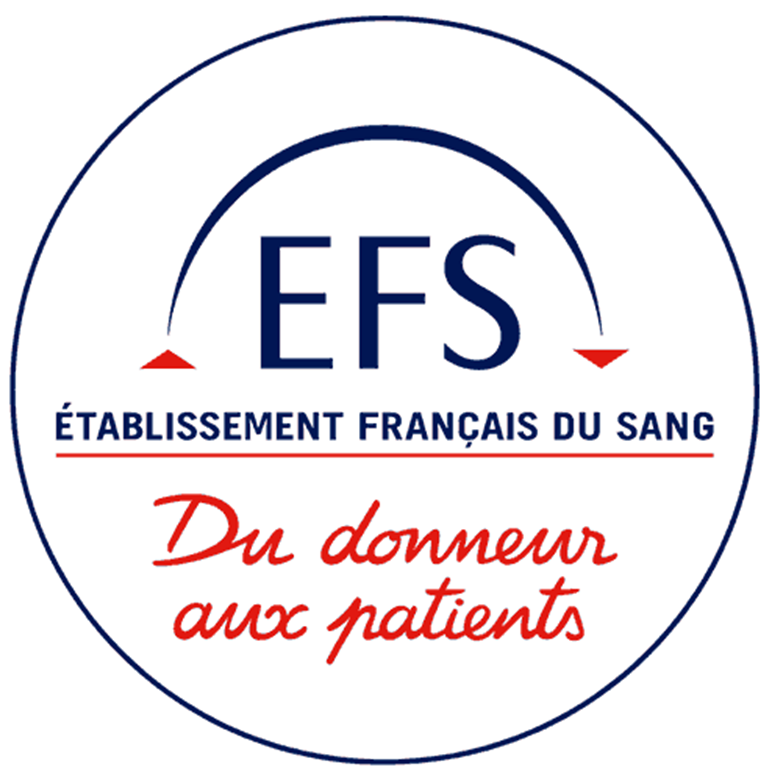 EFS
ÉTABLISSEMENT FRANÇAIS DU SANG
Du donneur
aux patients